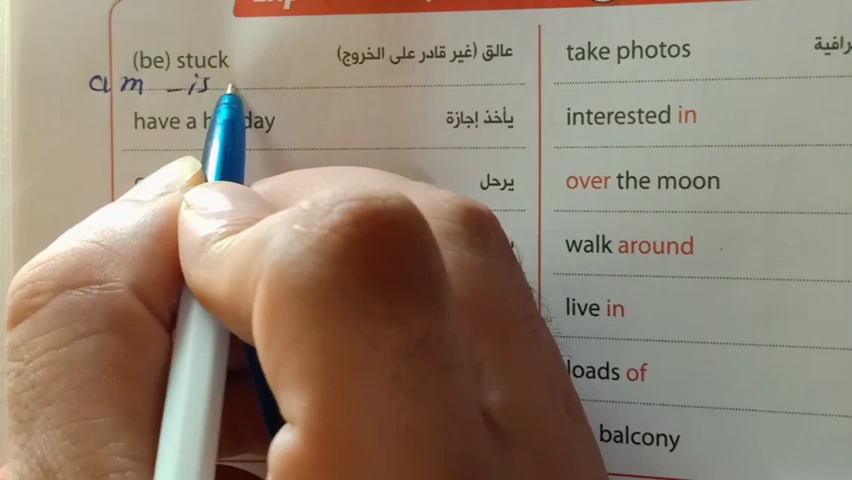 (be) stuck عالق (غير قادر على الخروج)
am - is
have a يأخذ إجازة
يرحل
take photos
interested in
over the moon
walk around
live in
loads of
balcony